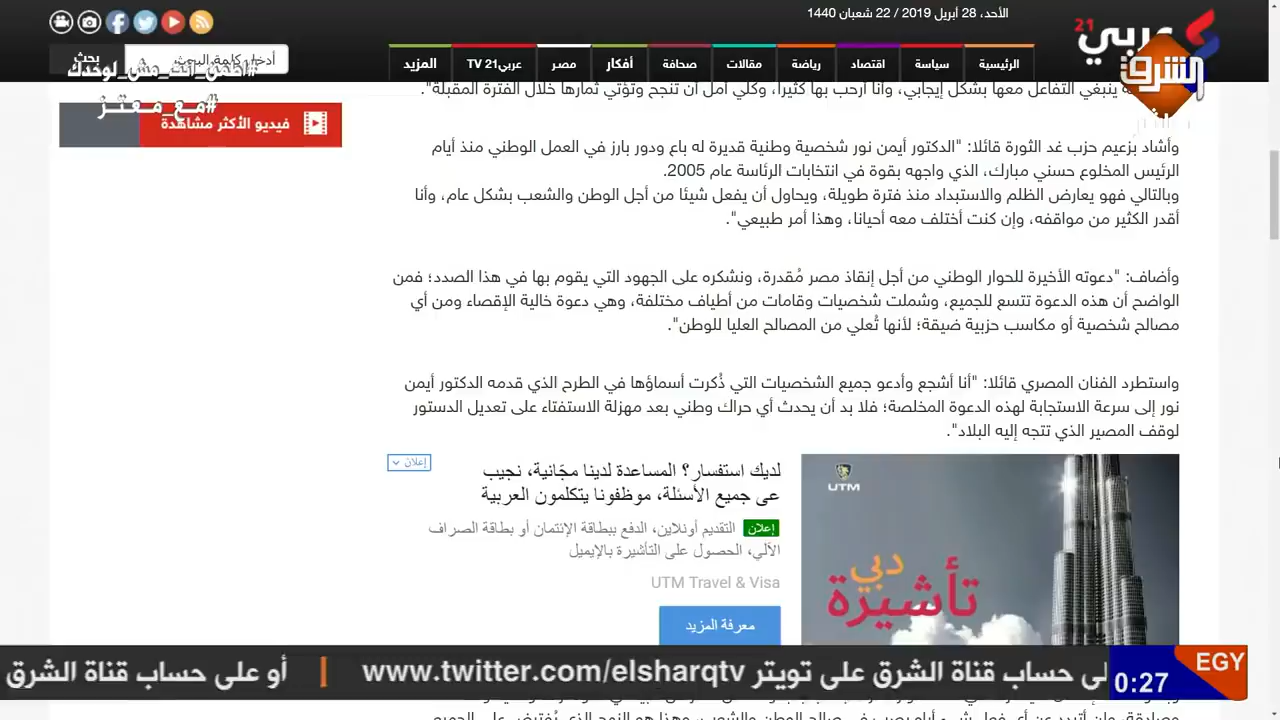 الأحد، 28 أبريل 2019 / 22 شعبان 1440
عربي 21
الشرق
الرئيسية
سياسة
اقتصاد
رياضة
مقالات
صحافة
أفكار
مصر
عربي21 TV
المزيد
أدخل كلمة البحث
بحث
#اطمن_انت_مش_لوحدك
#مع_معتز
فيديو الأكثر مشاهدة
ينبغي التفاعل معها بشكل إيجابي، وأنا أرحب بها كثيرا، وكلي أمل أن تنجح وتؤتي ثمارها خلال الفترة المقبلة".
وأشاد بزعيم حزب غد الثورة قائلا: "الدكتور أيمن نور شخصية وطنية قديرة له باع ودور بارز في العمل الوطني منذ أيام
الرئيس المخلوع حسني مبارك، الذي واجهه بقوة في انتخابات الرئاسة عام 2005.
وبالتالي فهو يعارض الظلم والاستبداد منذ فترة طويلة، ويحاول أن يفعل شيئا من أجل الوطن والشعب بشكل عام، وأنا
أقدر الكثير من مواقفه، وإن كنت أختلف معه أحيانا، وهذا أمر طبيعي".
وأضاف: "دعوته الأخيرة للحوار الوطني من أجل إنقاذ مصر مُقدرة، ونشكره على الجهود التي يقوم بها في هذا الصدد؛ فمن
الواضح أن هذه الدعوة تتسع للجميع، وشملت شخصيات وقامات من أطياف مختلفة، وهي دعوة خالية الإقصاء ومن أي
مصالح شخصية أو مكاسب حزبية ضيقة؛ لأنها تُعلي من المصالح العليا للوطن".
واستطرد الفنان المصري قائلا: "أنا أشجع وأدعو جميع الشخصيات التي ذُكرت أسماؤها في الطرح الذي قدمه الدكتور أيمن
نور إلى سرعة الاستجابة لهذه الدعوة المخلصة؛ فلا بد أن يحدث أي حراك وطني بعد مهزلة الاستفتاء على تعديل الدستور
لوقف المصير الذي تتجه إليه البلاد".
إعلان
UTM
دبي
تأشيرة
لديك استفسار؟ المساعدة لدينا مجّانية، نجيب
عى جميع الأسئلة، موظفونا يتكلمون العربية
إعلان التقديم أونلاين، الدفع ببطاقة الإئتمان أو بطاقة الصراف
الآلي، الحصول على التأشيرة بالإيميل
UTM Travel & Visa
معرفة المزيد
لى حساب قناة الشرق على تويتر www.twitter.com/elsharqtv | أو على حساب قناة الشرق
EGY
0:27